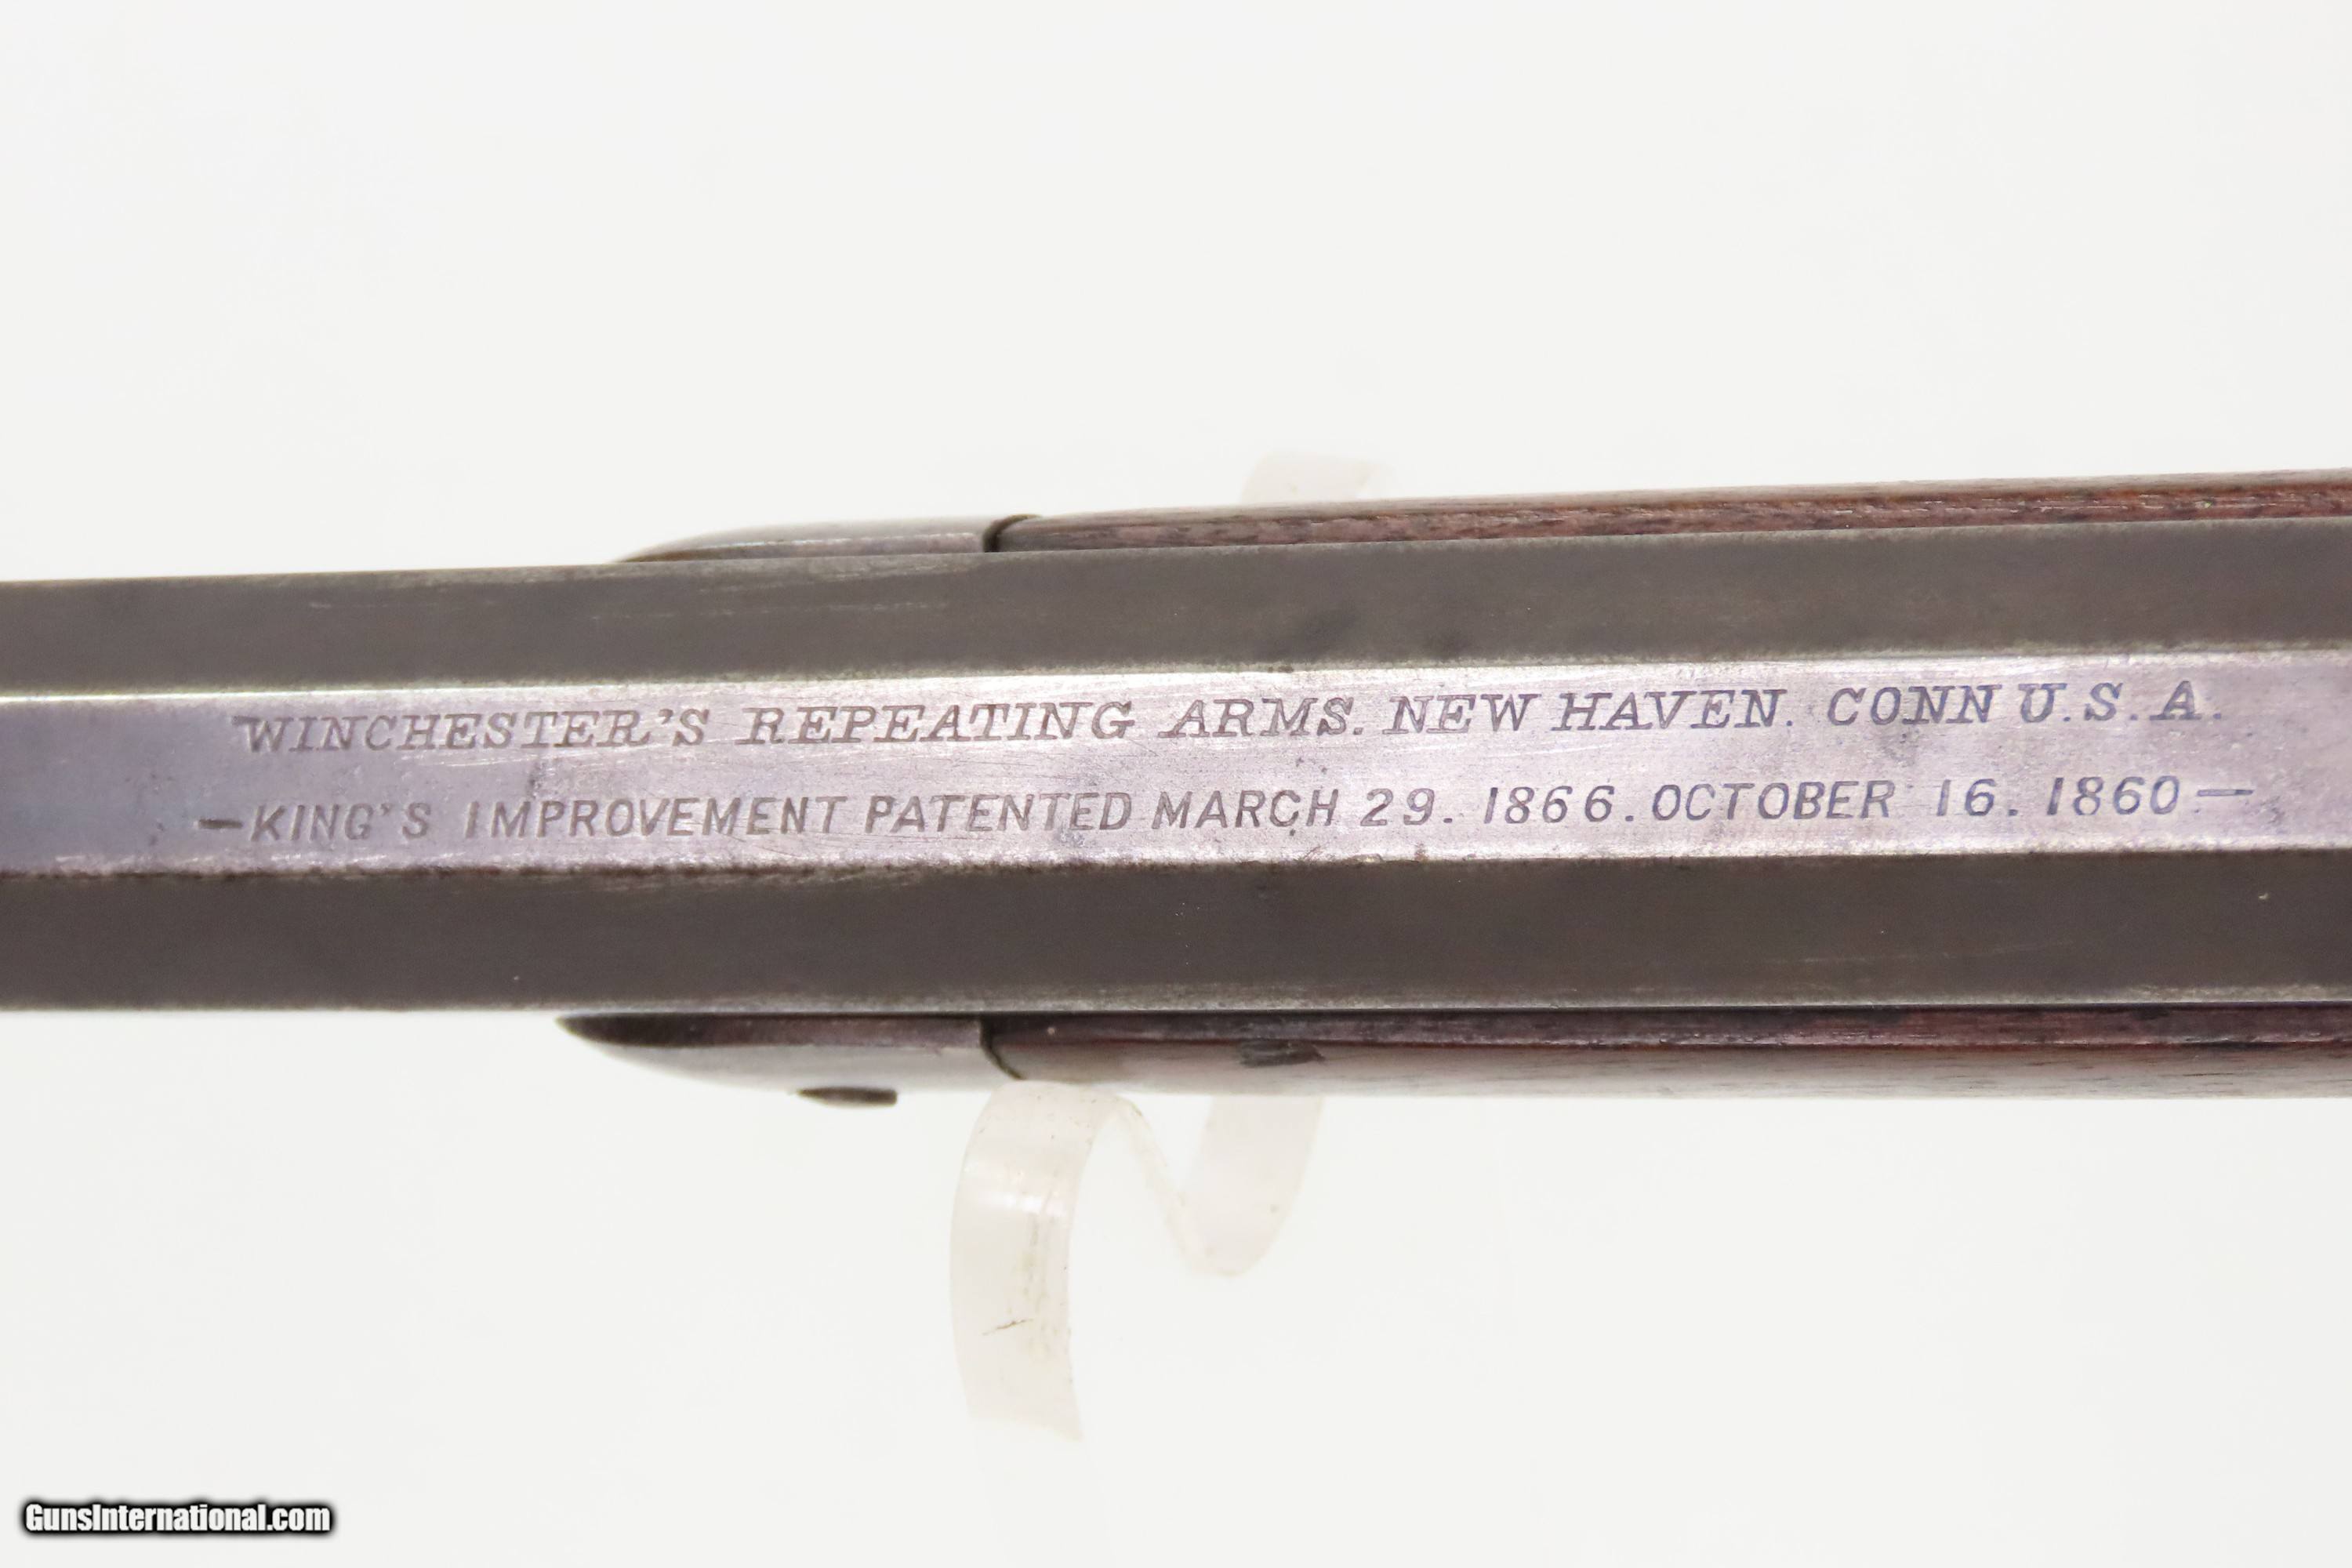 WINCHESTER'S REPEATING ARMS. NEW HAVEN. CONN U.S.A.
—KING'S IMPROVEMENT PATENTED MARCH 29. 1866. OCTOBER 16. 1860—
GunsInternational.com